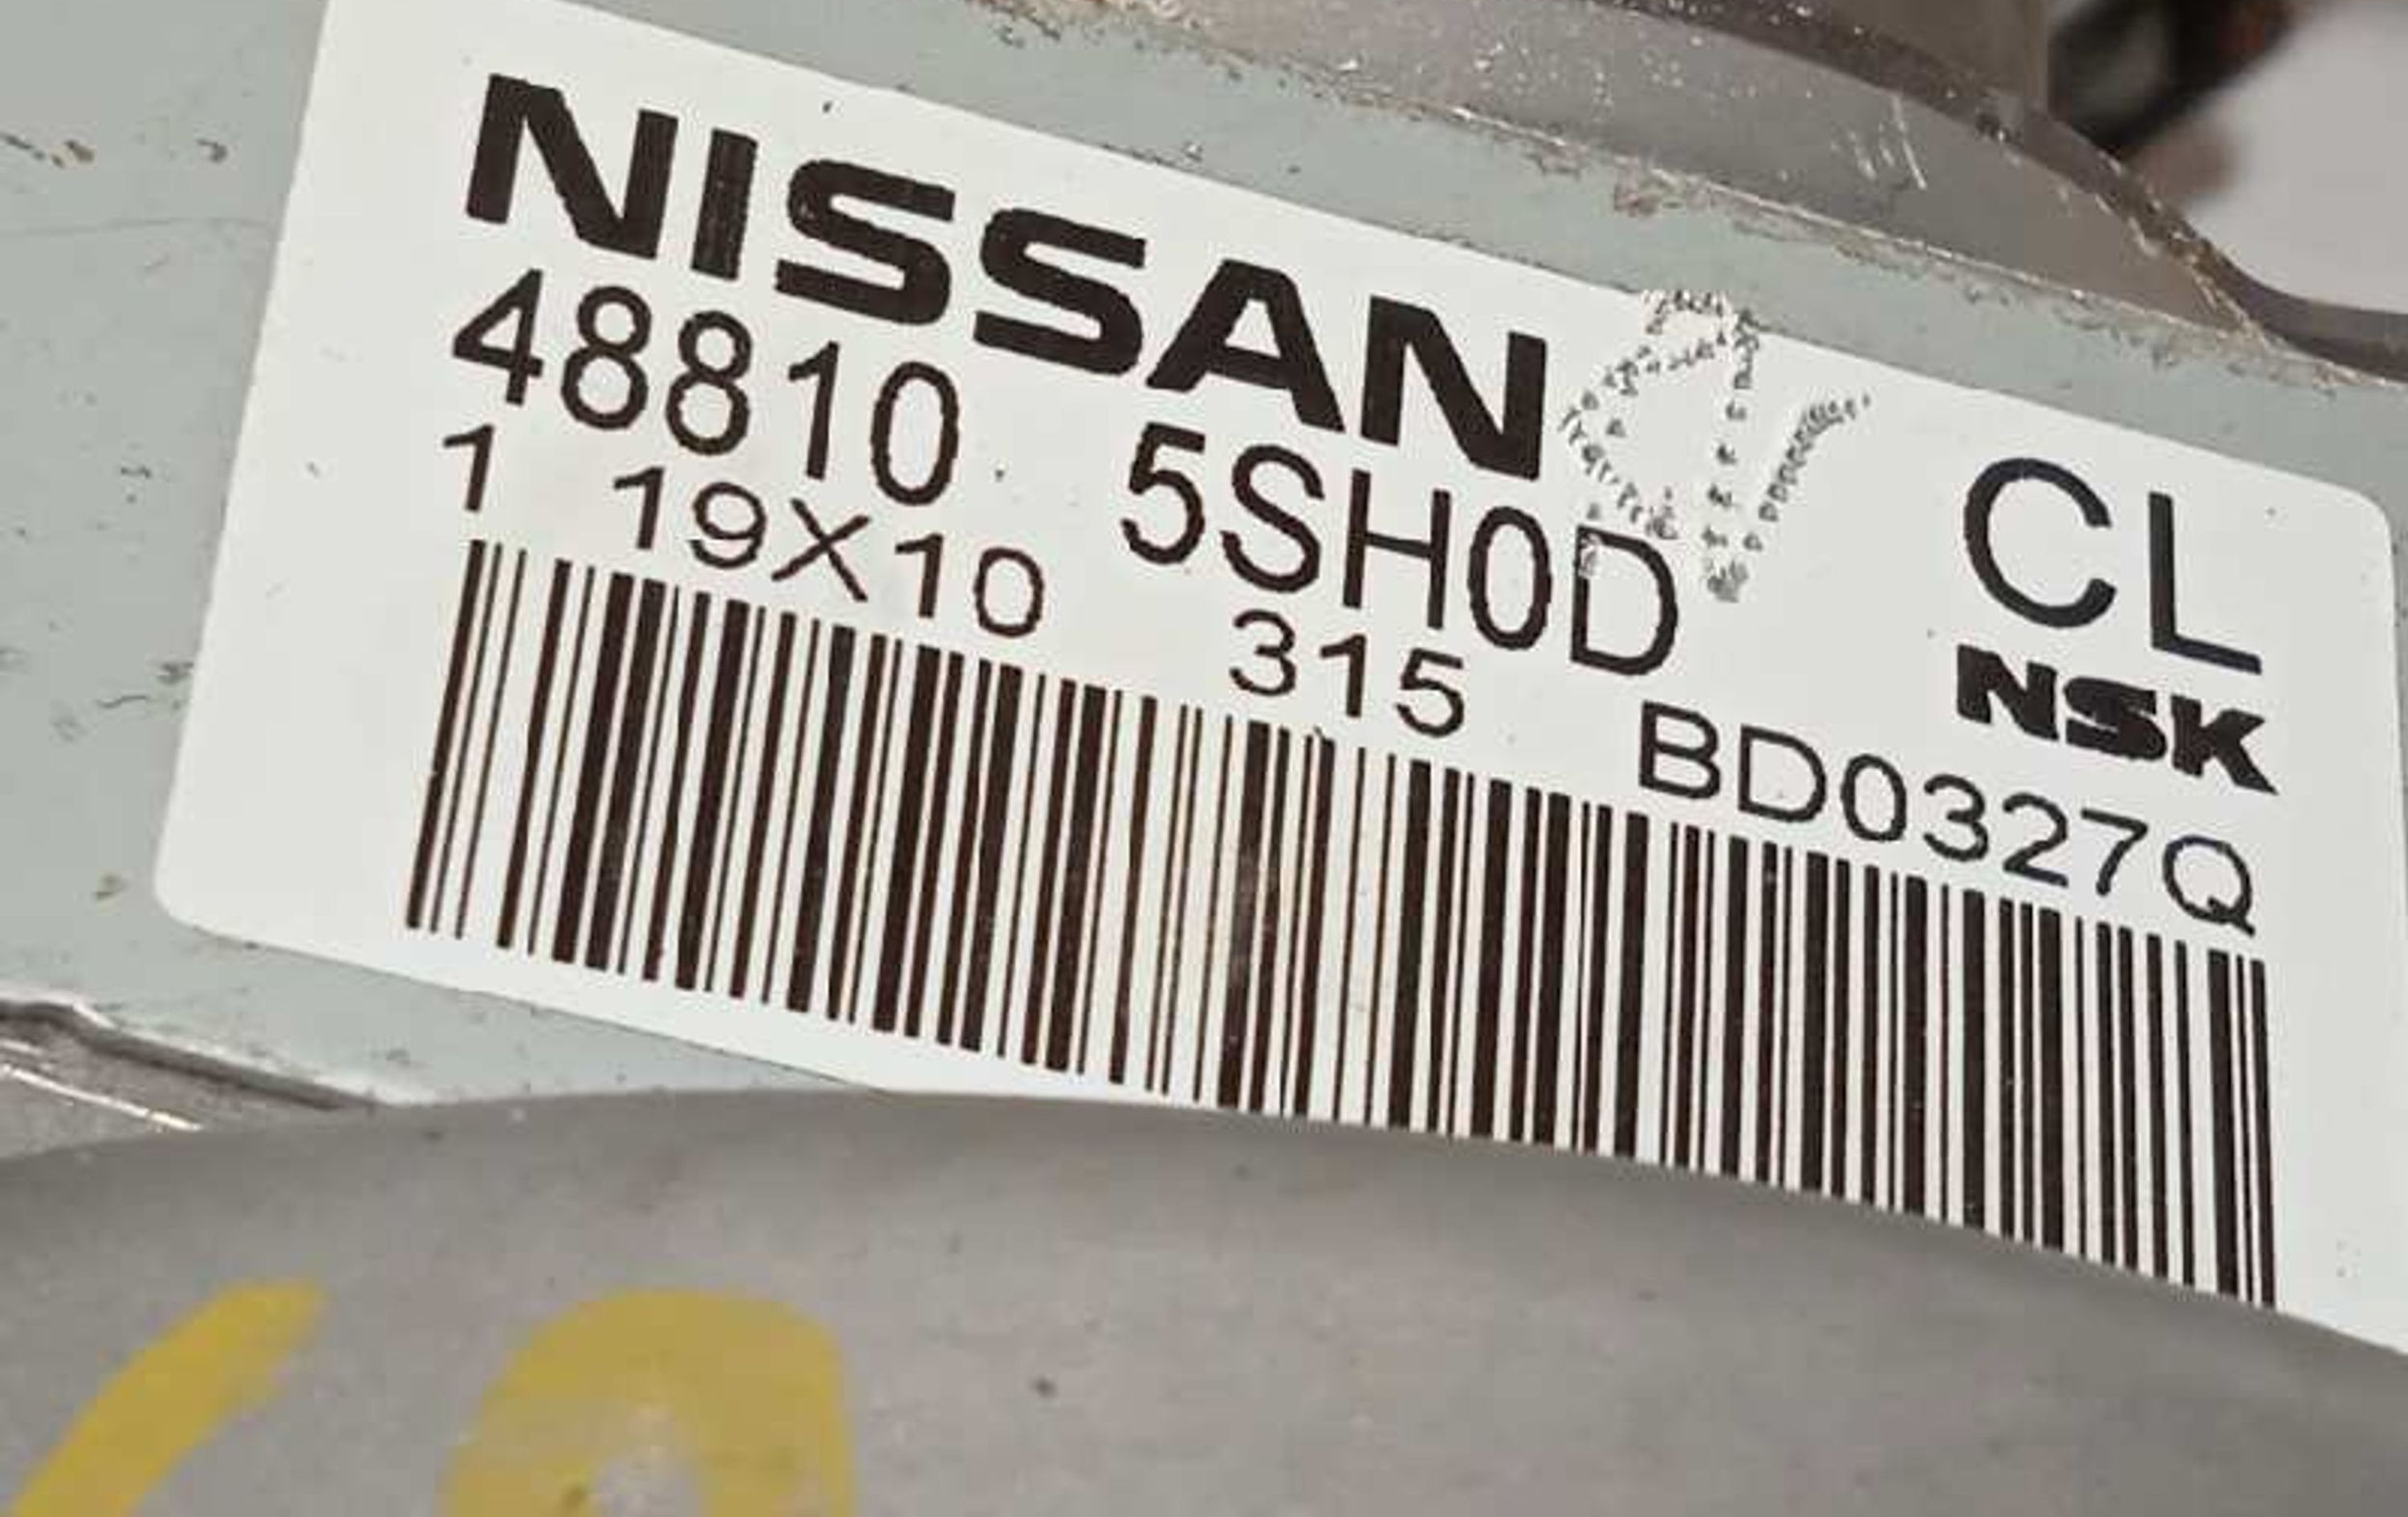 NISSAN
48810 5SH0D CL
1 19X10 315 BD0327Q NSK